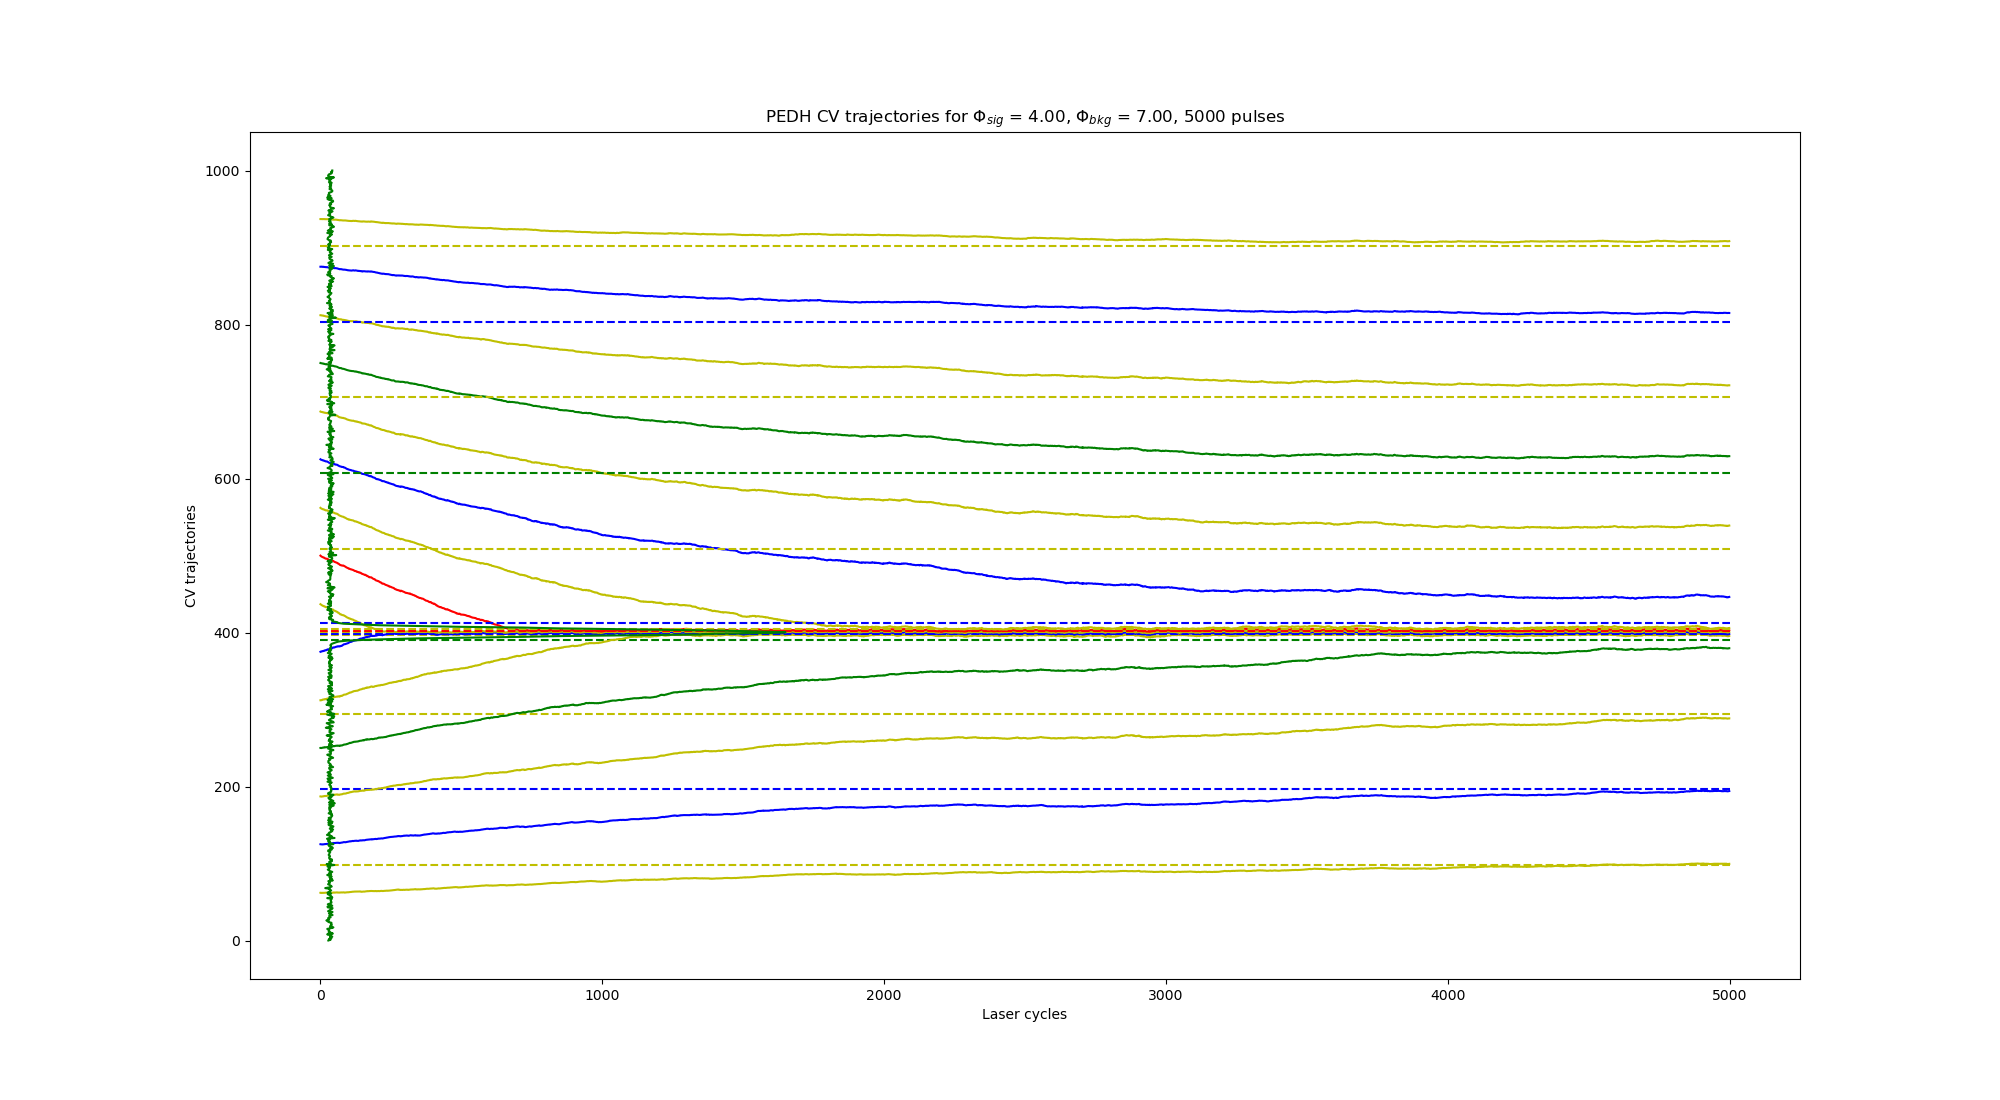 PEDH CV trajectories for Φsig = 4.00, Φbkg = 7.00, 5000 pulses
1000
800
600
400
200
0
CV trajectories
0 1000 2000 3000 4000 5000
Laser cycles